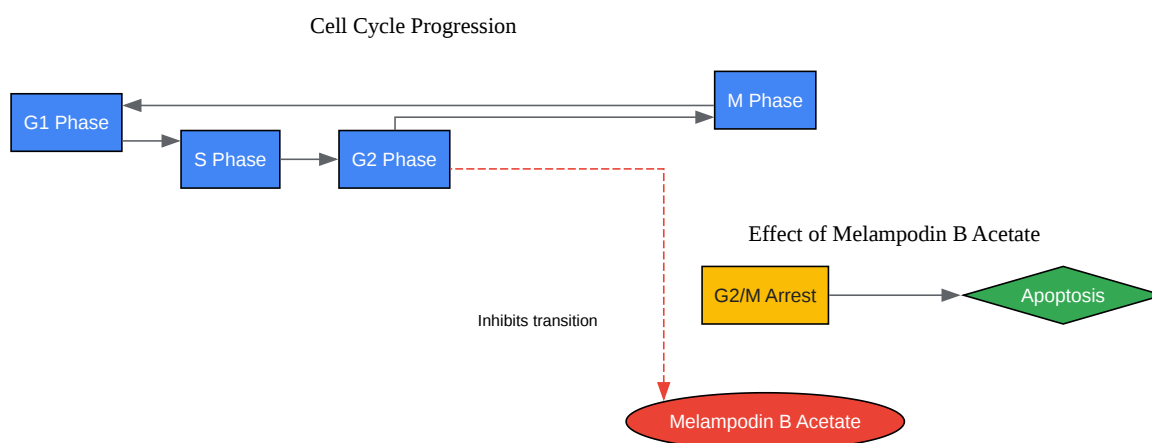 Cell Cycle Progression
M Phase
G1 Phase
S Phase
G2 Phase
Effect of Melampodin B Acetate
G2/M Arrest
Apoptosis
Inhibits transition
Melampodin B Acetate